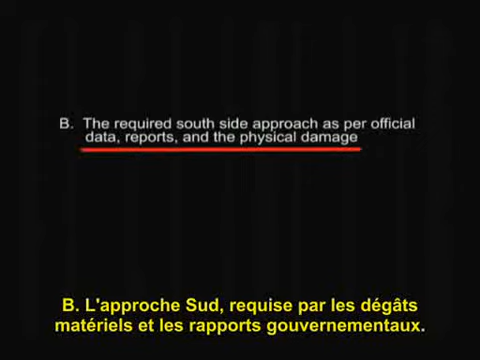 B. The required south side approach as per official
data, reports, and the physical damage
B. L'approche Sud, requise par les dégâts
matériels et les rapports gouvernementaux.